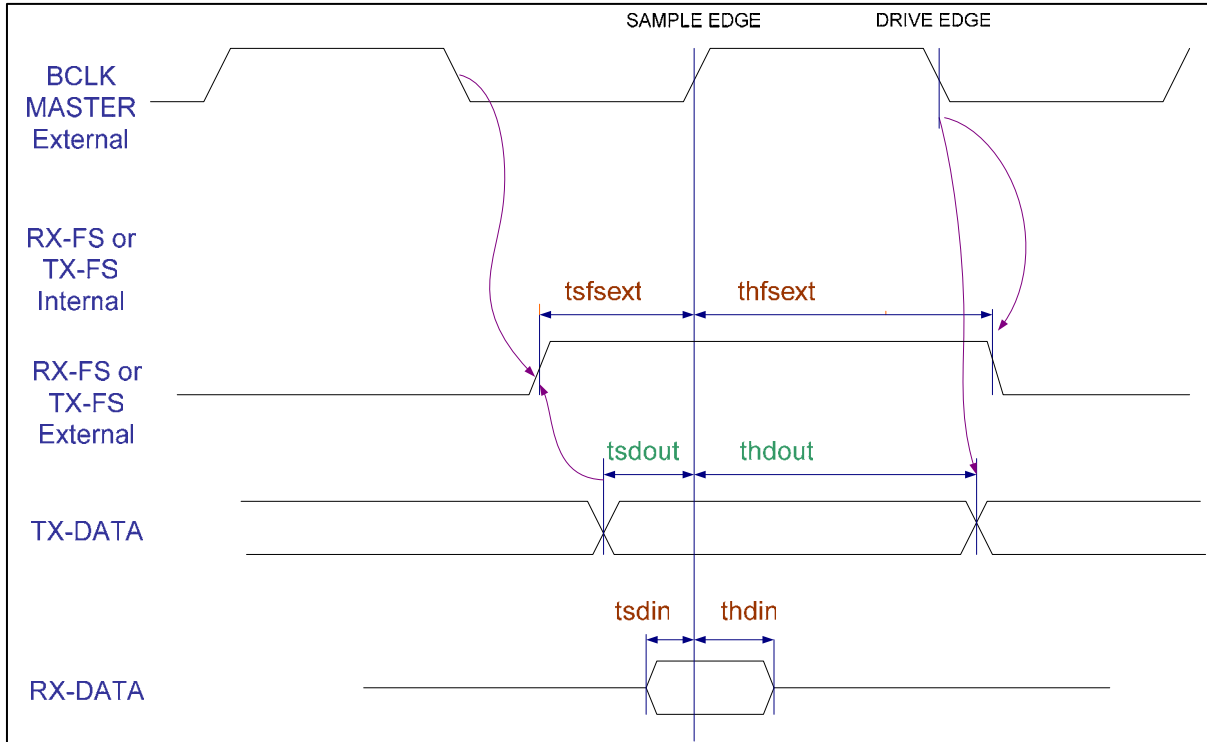 SAMPLE EDGE
DRIVE EDGE
BCLK
MASTER
External
RX-FS or
TX-FS
Internal
tsfsext
thfsext
RX-FS or
TX-FS
External
tsdout
thdout
TX-DATA
tsdin
thdin
RX-DATA